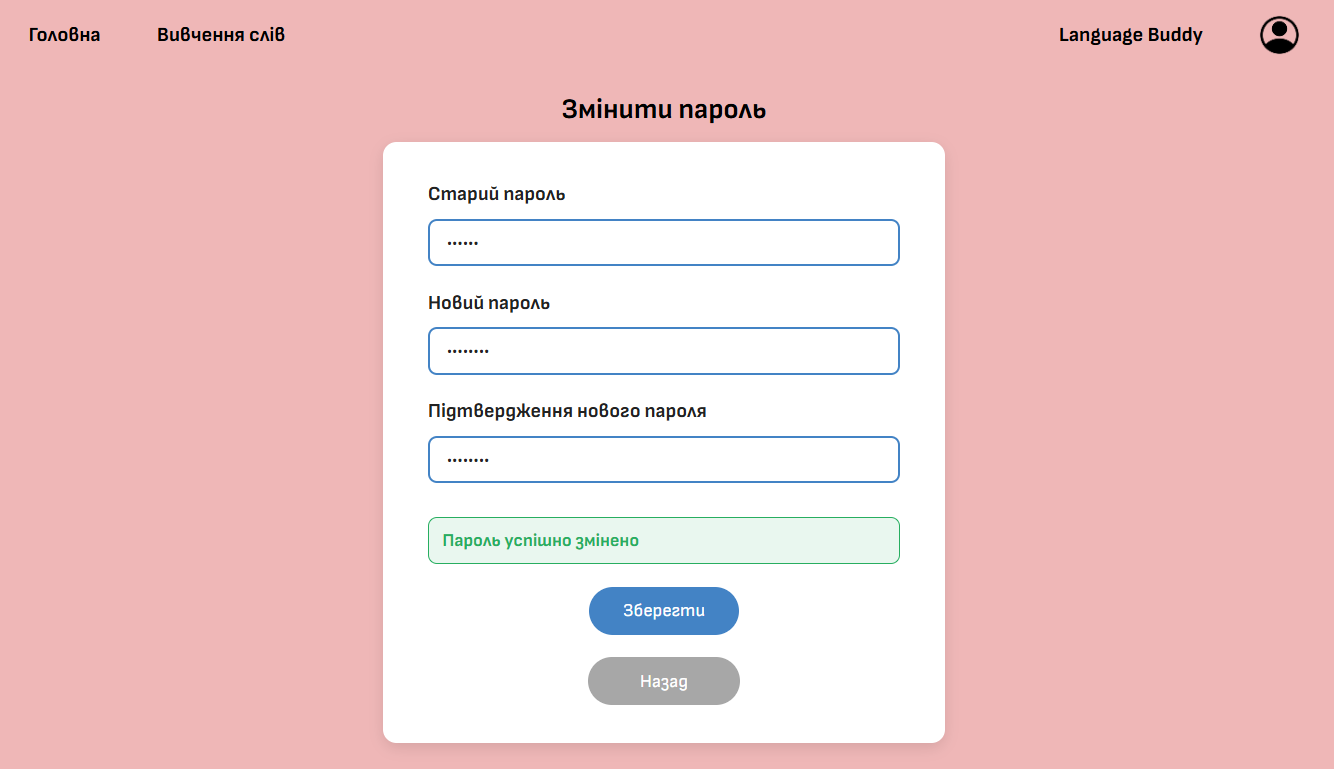 Головна
Вивчення слів
Language Buddy
Змінити пароль
Старий пароль
••••••
Новий пароль
••••••••
Підтвердження нового пароля
••••••••
Пароль успішно змінено
Зберегти
Назад